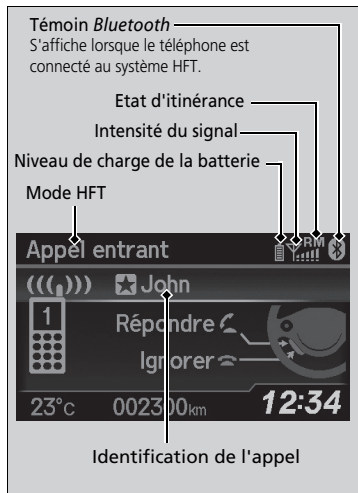 Témoin Bluetooth
S'affiche lorsque le téléphone est
connecté au système HFT.
Etat d'itinérance
Intensité du signal
Niveau de charge de la batterie
Mode HFT
Appel entrant
RM
John
1
Répondre
Ignorer
23°c 002300km 12:34
Identification de l'appel